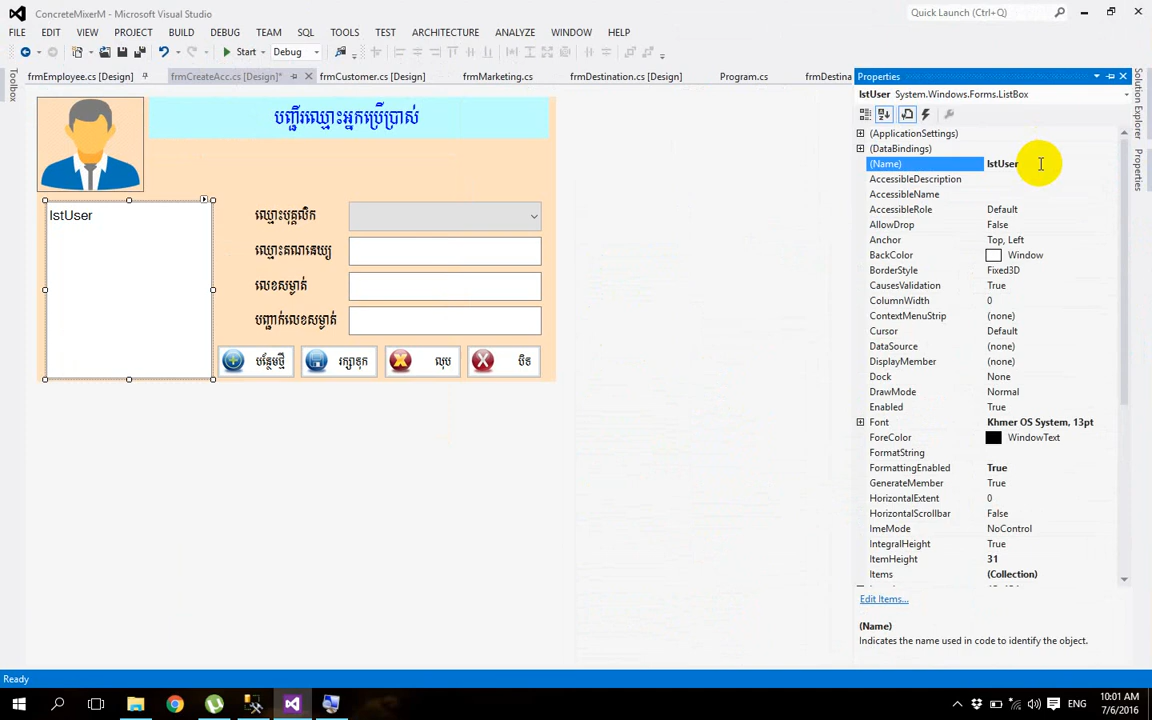 ConcreteMixerM - Microsoft Visual Studio
Quick Launch (Ctrl+Q)
FILE EDIT VIEW PROJECT BUILD DEBUG TEAM SQL TOOLS TEST ARCHITECTURE ANALYZE WINDOW HELP
Start Debug
Toolbox
frmEmployee.cs [Design] frmCreateAcc.cs [Design]* frmCustomer.cs [Design] frmMarketing.cs frmDestination.cs [Design] Program.cs frmDestina
បញ្ជីរឈ្មោះអ្នកប្រើប្រាស់
lstUser
ឈ្មោះបុគ្គលិក
ឈ្មោះគណនេយ្យ
លេខសម្ងាត់
បញ្ជាក់លេខសម្ងាត់
បន្ថែមថ្មី រក្សាទុក លុប បិទ
Properties
lstUser System.Windows.Forms.ListBox
(ApplicationSettings)
(DataBindings)
(Name) lstUser
AccessibleDescription
AccessibleName
AccessibleRole Default
AllowDrop False
Anchor Top, Left
BackColor Window
BorderStyle Fixed3D
CausesValidation True
ColumnWidth 0
ContextMenuStrip (none)
Cursor Default
DataSource (none)
DisplayMember (none)
Dock None
DrawMode Normal
Enabled True
Font Khmer OS System, 13pt
ForeColor WindowText
FormatString
FormattingEnabled True
GenerateMember True
HorizontalExtent 0
HorizontalScrollbar False
ImeMode NoControl
IntegralHeight True
ItemHeight 31
Items (Collection)
Edit Items...
(Name)
Indicates the name used in code to identify the object.
Solution Explorer
Properties
Ready
ENG
10:01 AM
7/6/2016